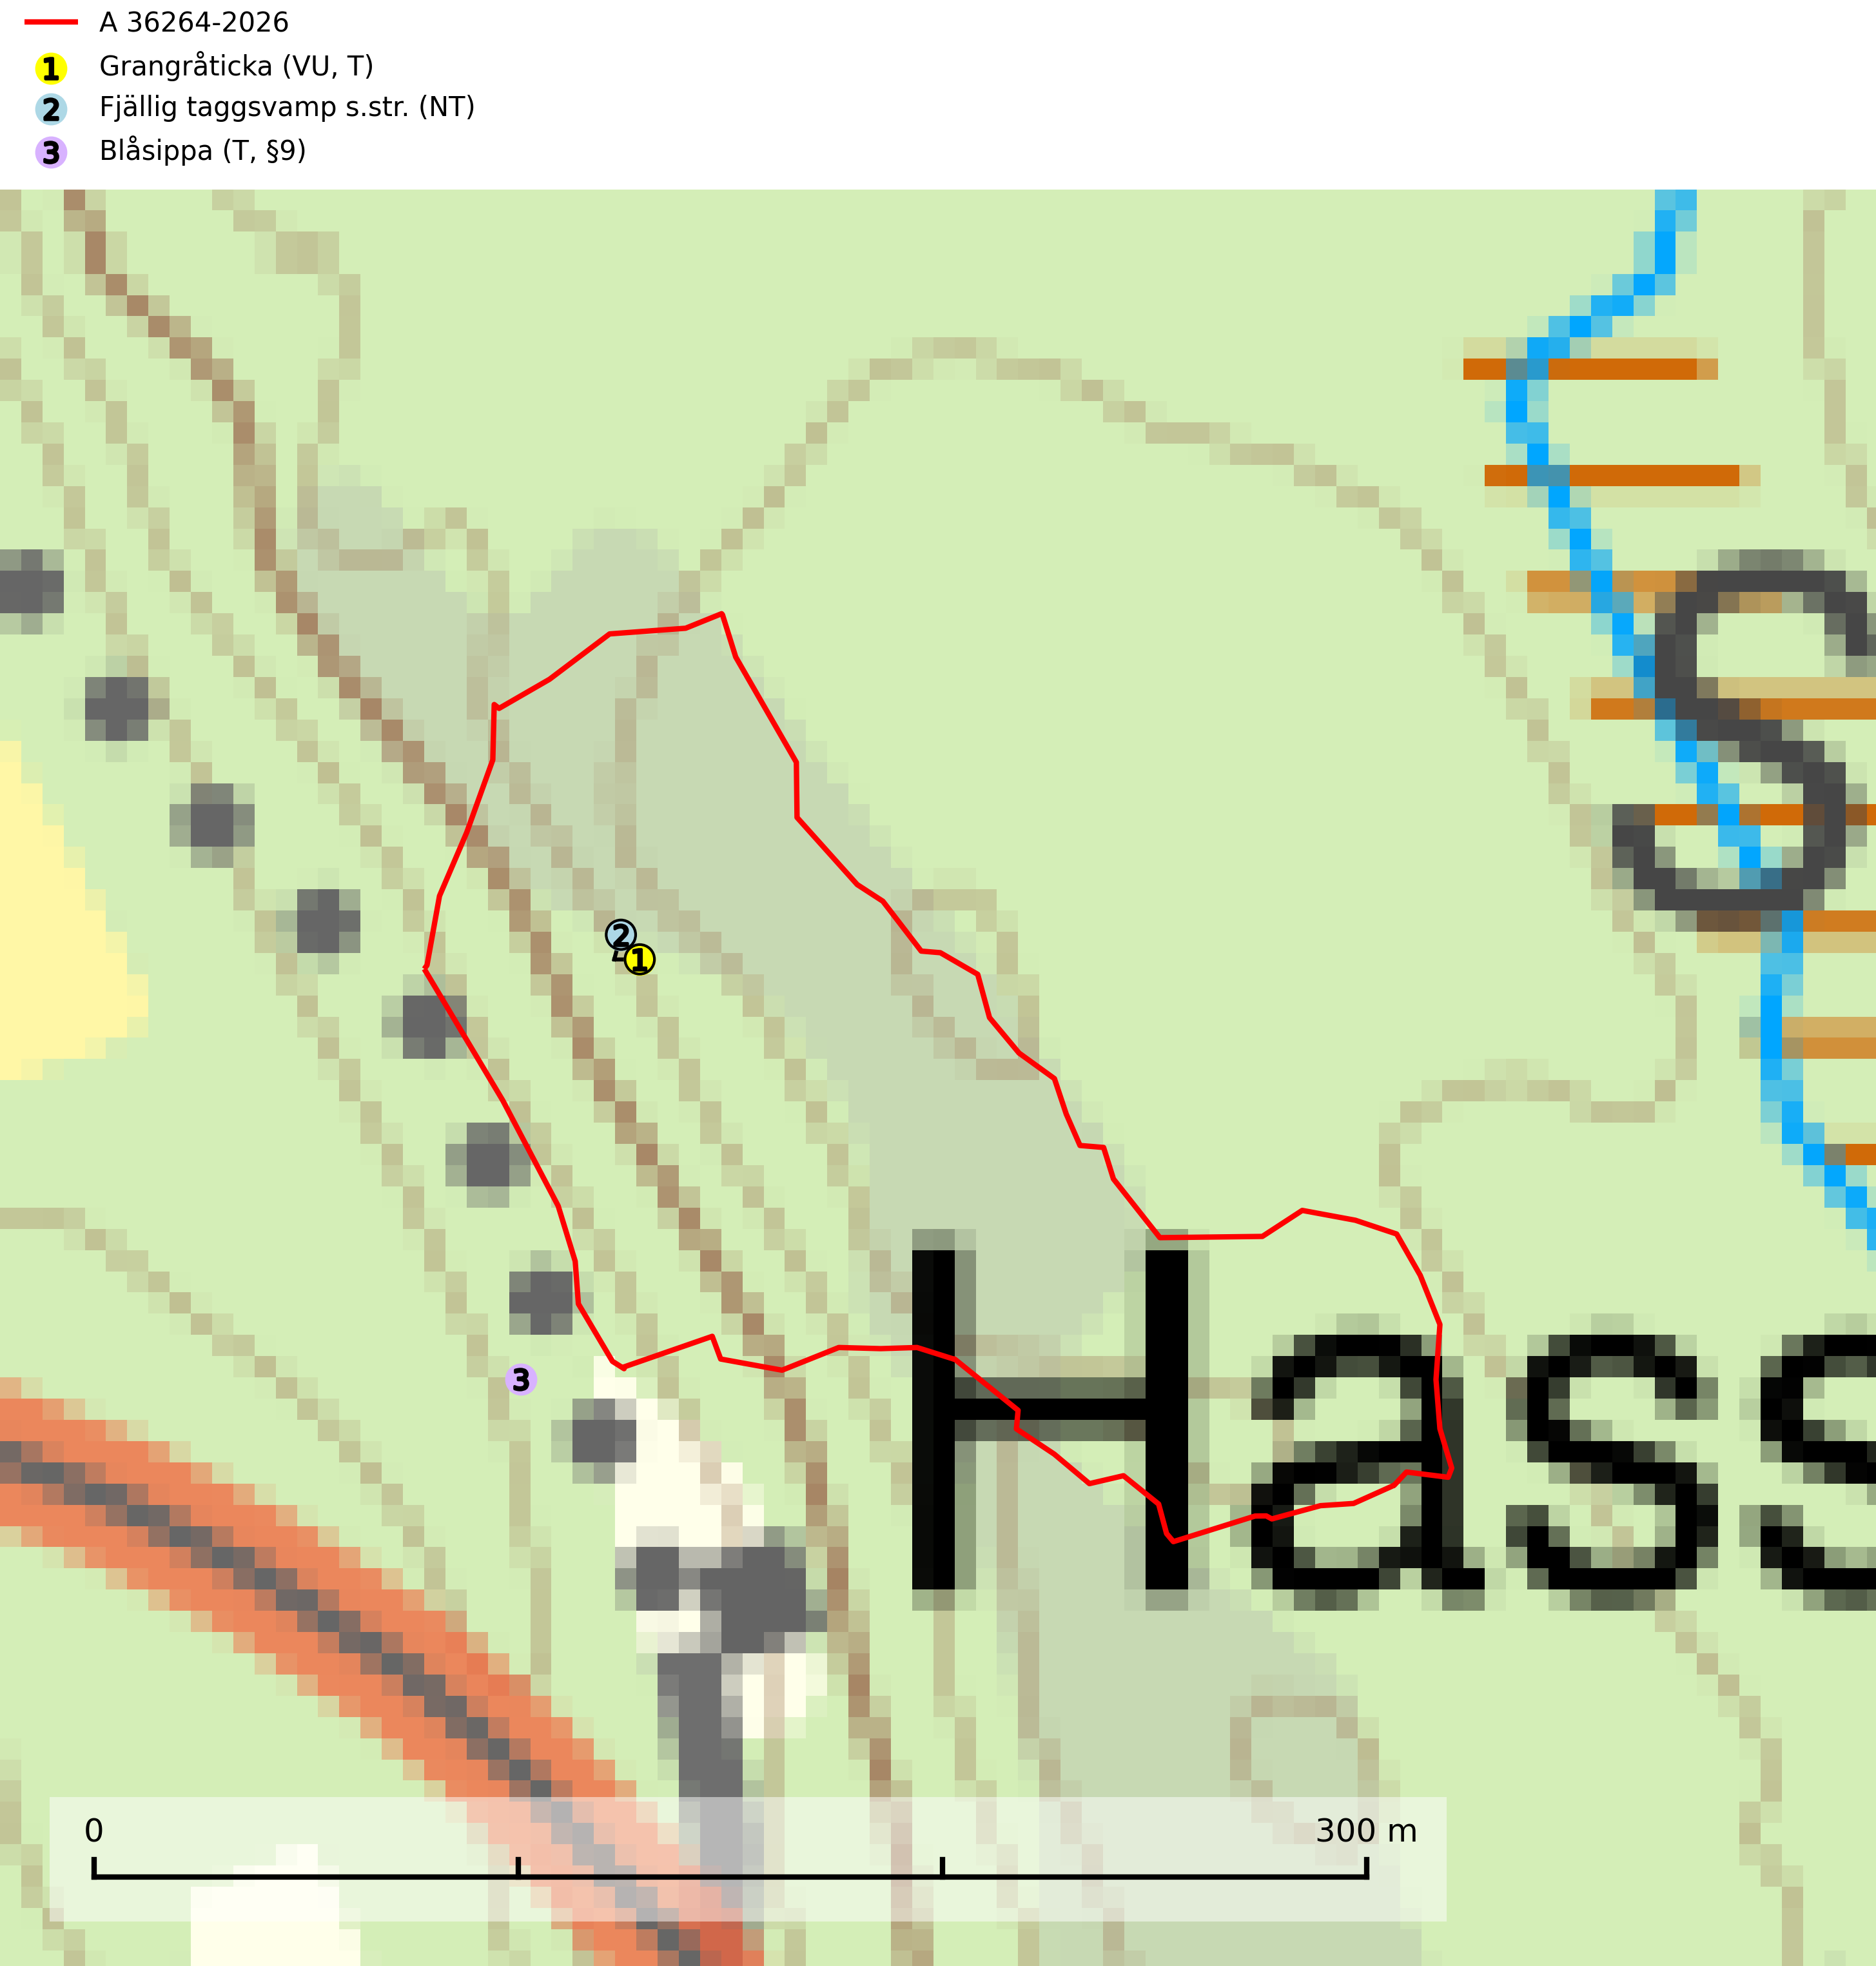 A 36264-2026
1 Grangråticka (VU, T)
2 Fjällig taggsvamp s.str. (NT)
3 Blåsippa (T, §9)
S
2
1
Hass
3
0 300 m